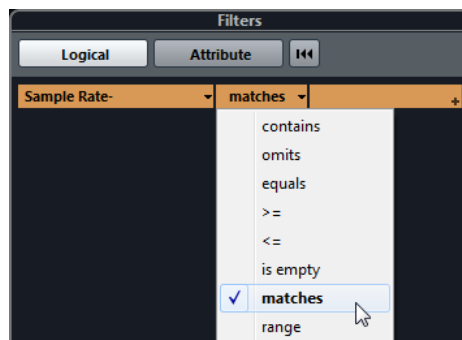 Filters
Logical Attribute
Sample Rate- matches +
contains
omits
equals
>=
<=
is empty
✓ matches
range